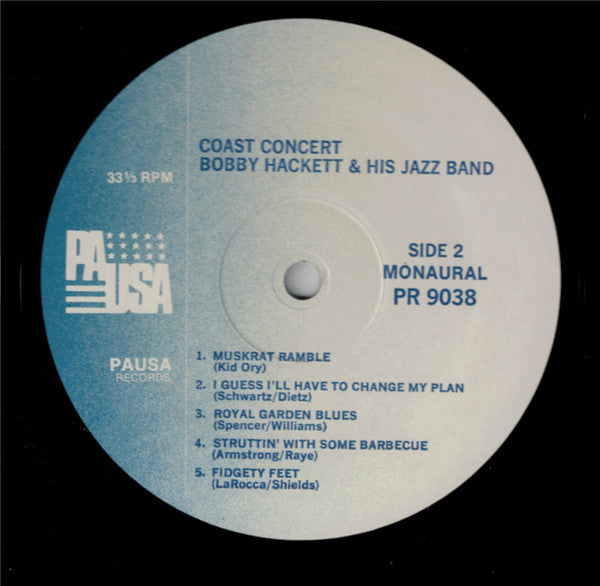 COAST CONCERT
BOBBY HACKETT & HIS JAZZ BAND
33⅓ RPM
PAUSA
SIDE 2
MONAURAL
PR 9038
PAUSA
RECORDS
1. MUSKRAT RAMBLE
(Kid Ory)
2. I GUESS I'LL HAVE TO CHANGE MY PLAN
(Schwartz/Dietz)
3. ROYAL GARDEN BLUES
(Spencer/Williams)
4. STRUTTIN' WITH SOME BARBECUE
(Armstrong/Raye)
5. FIDGETY FEET
(LaRocca/Shields)